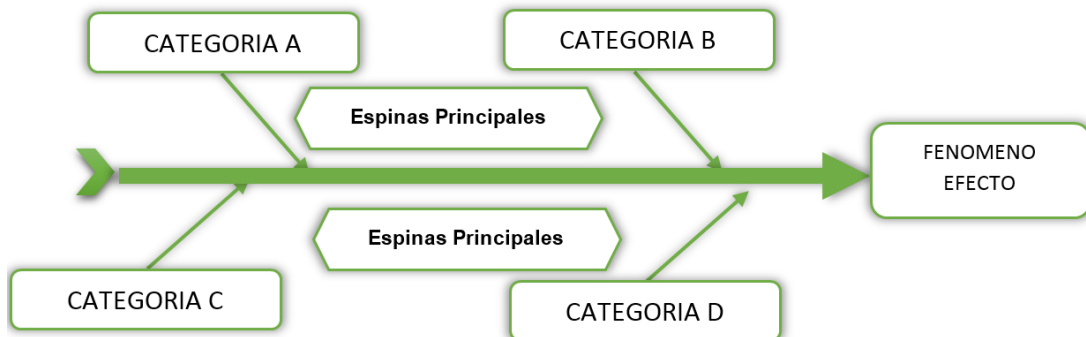 CATEGORIA A
CATEGORIA B
Espinas Principales
FENOMENO
EFECTO
Espinas Principales
CATEGORIA C
CATEGORIA D